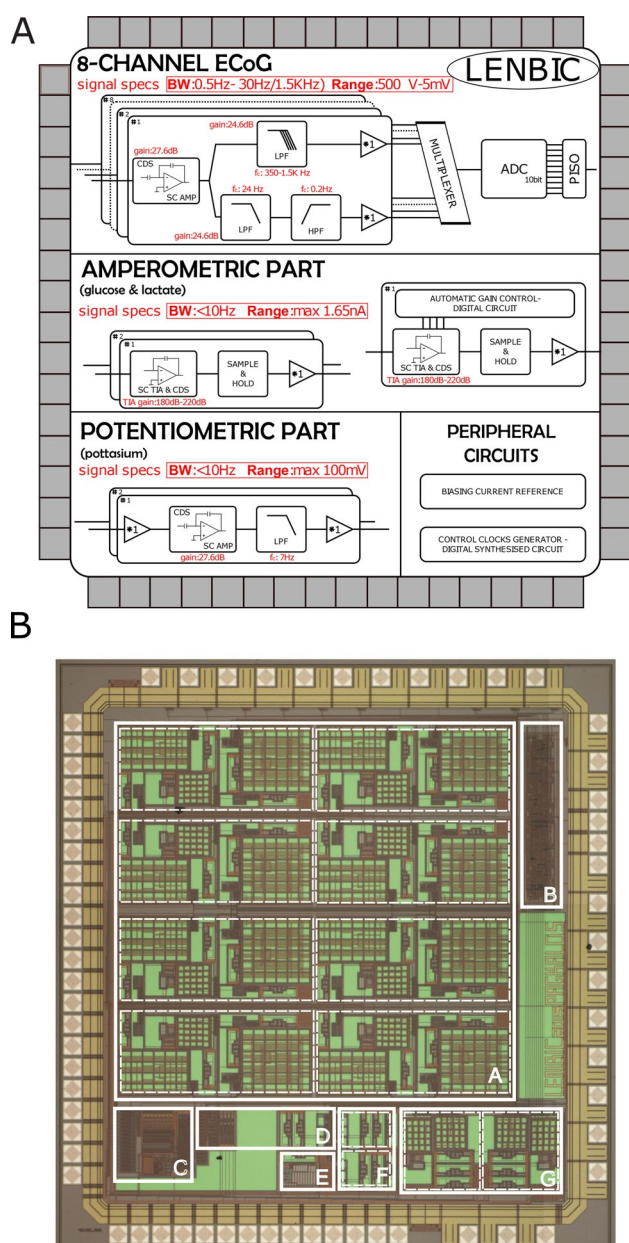 A
8-CHANNEL ECoG
LENBIC
signal specs BW:0.5Hz- 30Hz/1.5KHz) Range:500 V-5mV
#8
#2
#1
gain:27.6dB
CDS
SC AMP
gain:24.6dB
LPF
fc: 350-1.5K Hz
*1
fc: 24 Hz
LPF
gain:24.6dB
fc: 0.2Hz
HPF
*1
MULTIPLEXER
ADC
10bit
PISO
AMPEROMETRIC PART
(glucose & lactate)
signal specs BW:<10Hz Range:max 1.65nA
#2
#1
SC TIA & CDS
TIA gain:180dB-220dB
SAMPLE
&
HOLD
*1
#1
AUTOMATIC GAIN CONTROL-
DIGITAL CIRCUIT
SC TIA & CDS
TIA gain:180dB-220dB
SAMPLE
&
HOLD
*1
POTENTIOMETRIC PART
(pottasium)
signal specs BW:<10Hz Range:max 100mV
#2
#1
*1
CDS
SC AMP
gain:27.6dB
LPF
fc: 7Hz
*1
PERIPHERAL
CIRCUITS
BIASING CURRENT REFERENCE
CONTROL CLOCKS GENERATOR -
DIGITAL SYNTHESISED CIRCUIT
B
B
A
C
D
E
F
G